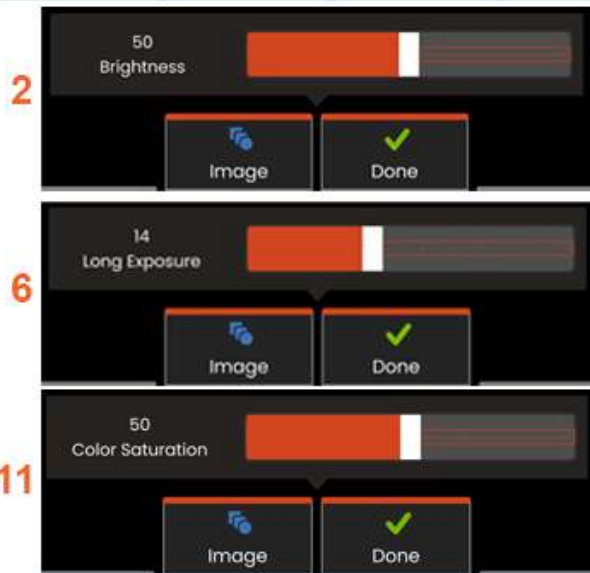 2
50
Brightness
Image
Done
6
14
Long Exposure
Image
Done
11
50
Color Saturation
Image
Done